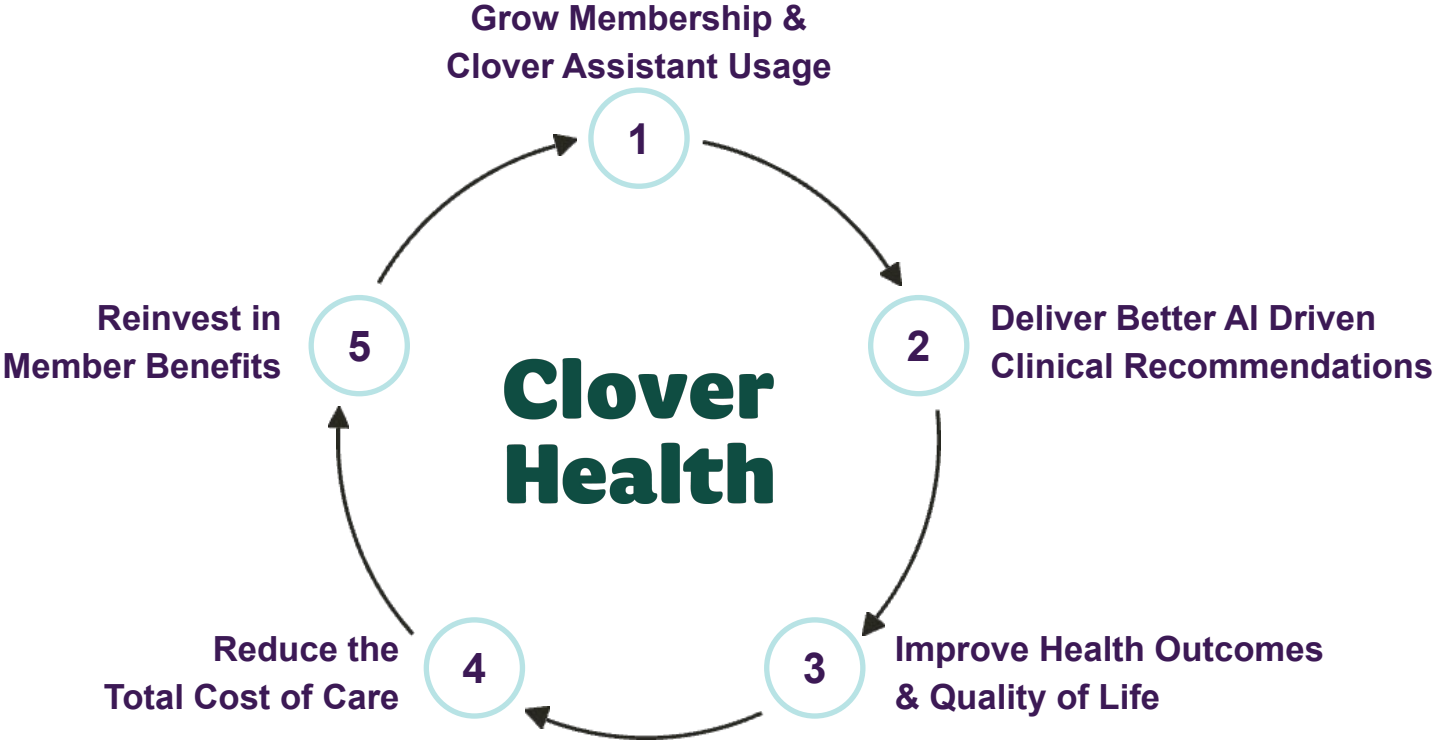 Grow Membership &
Clover Assistant Usage
1
Deliver Better AI Driven
Clinical Recommendations
2
Improve Health Outcomes
& Quality of Life
3
Reduce the
Total Cost of Care
4
Reinvest in
Member Benefits
5
Clover
Health